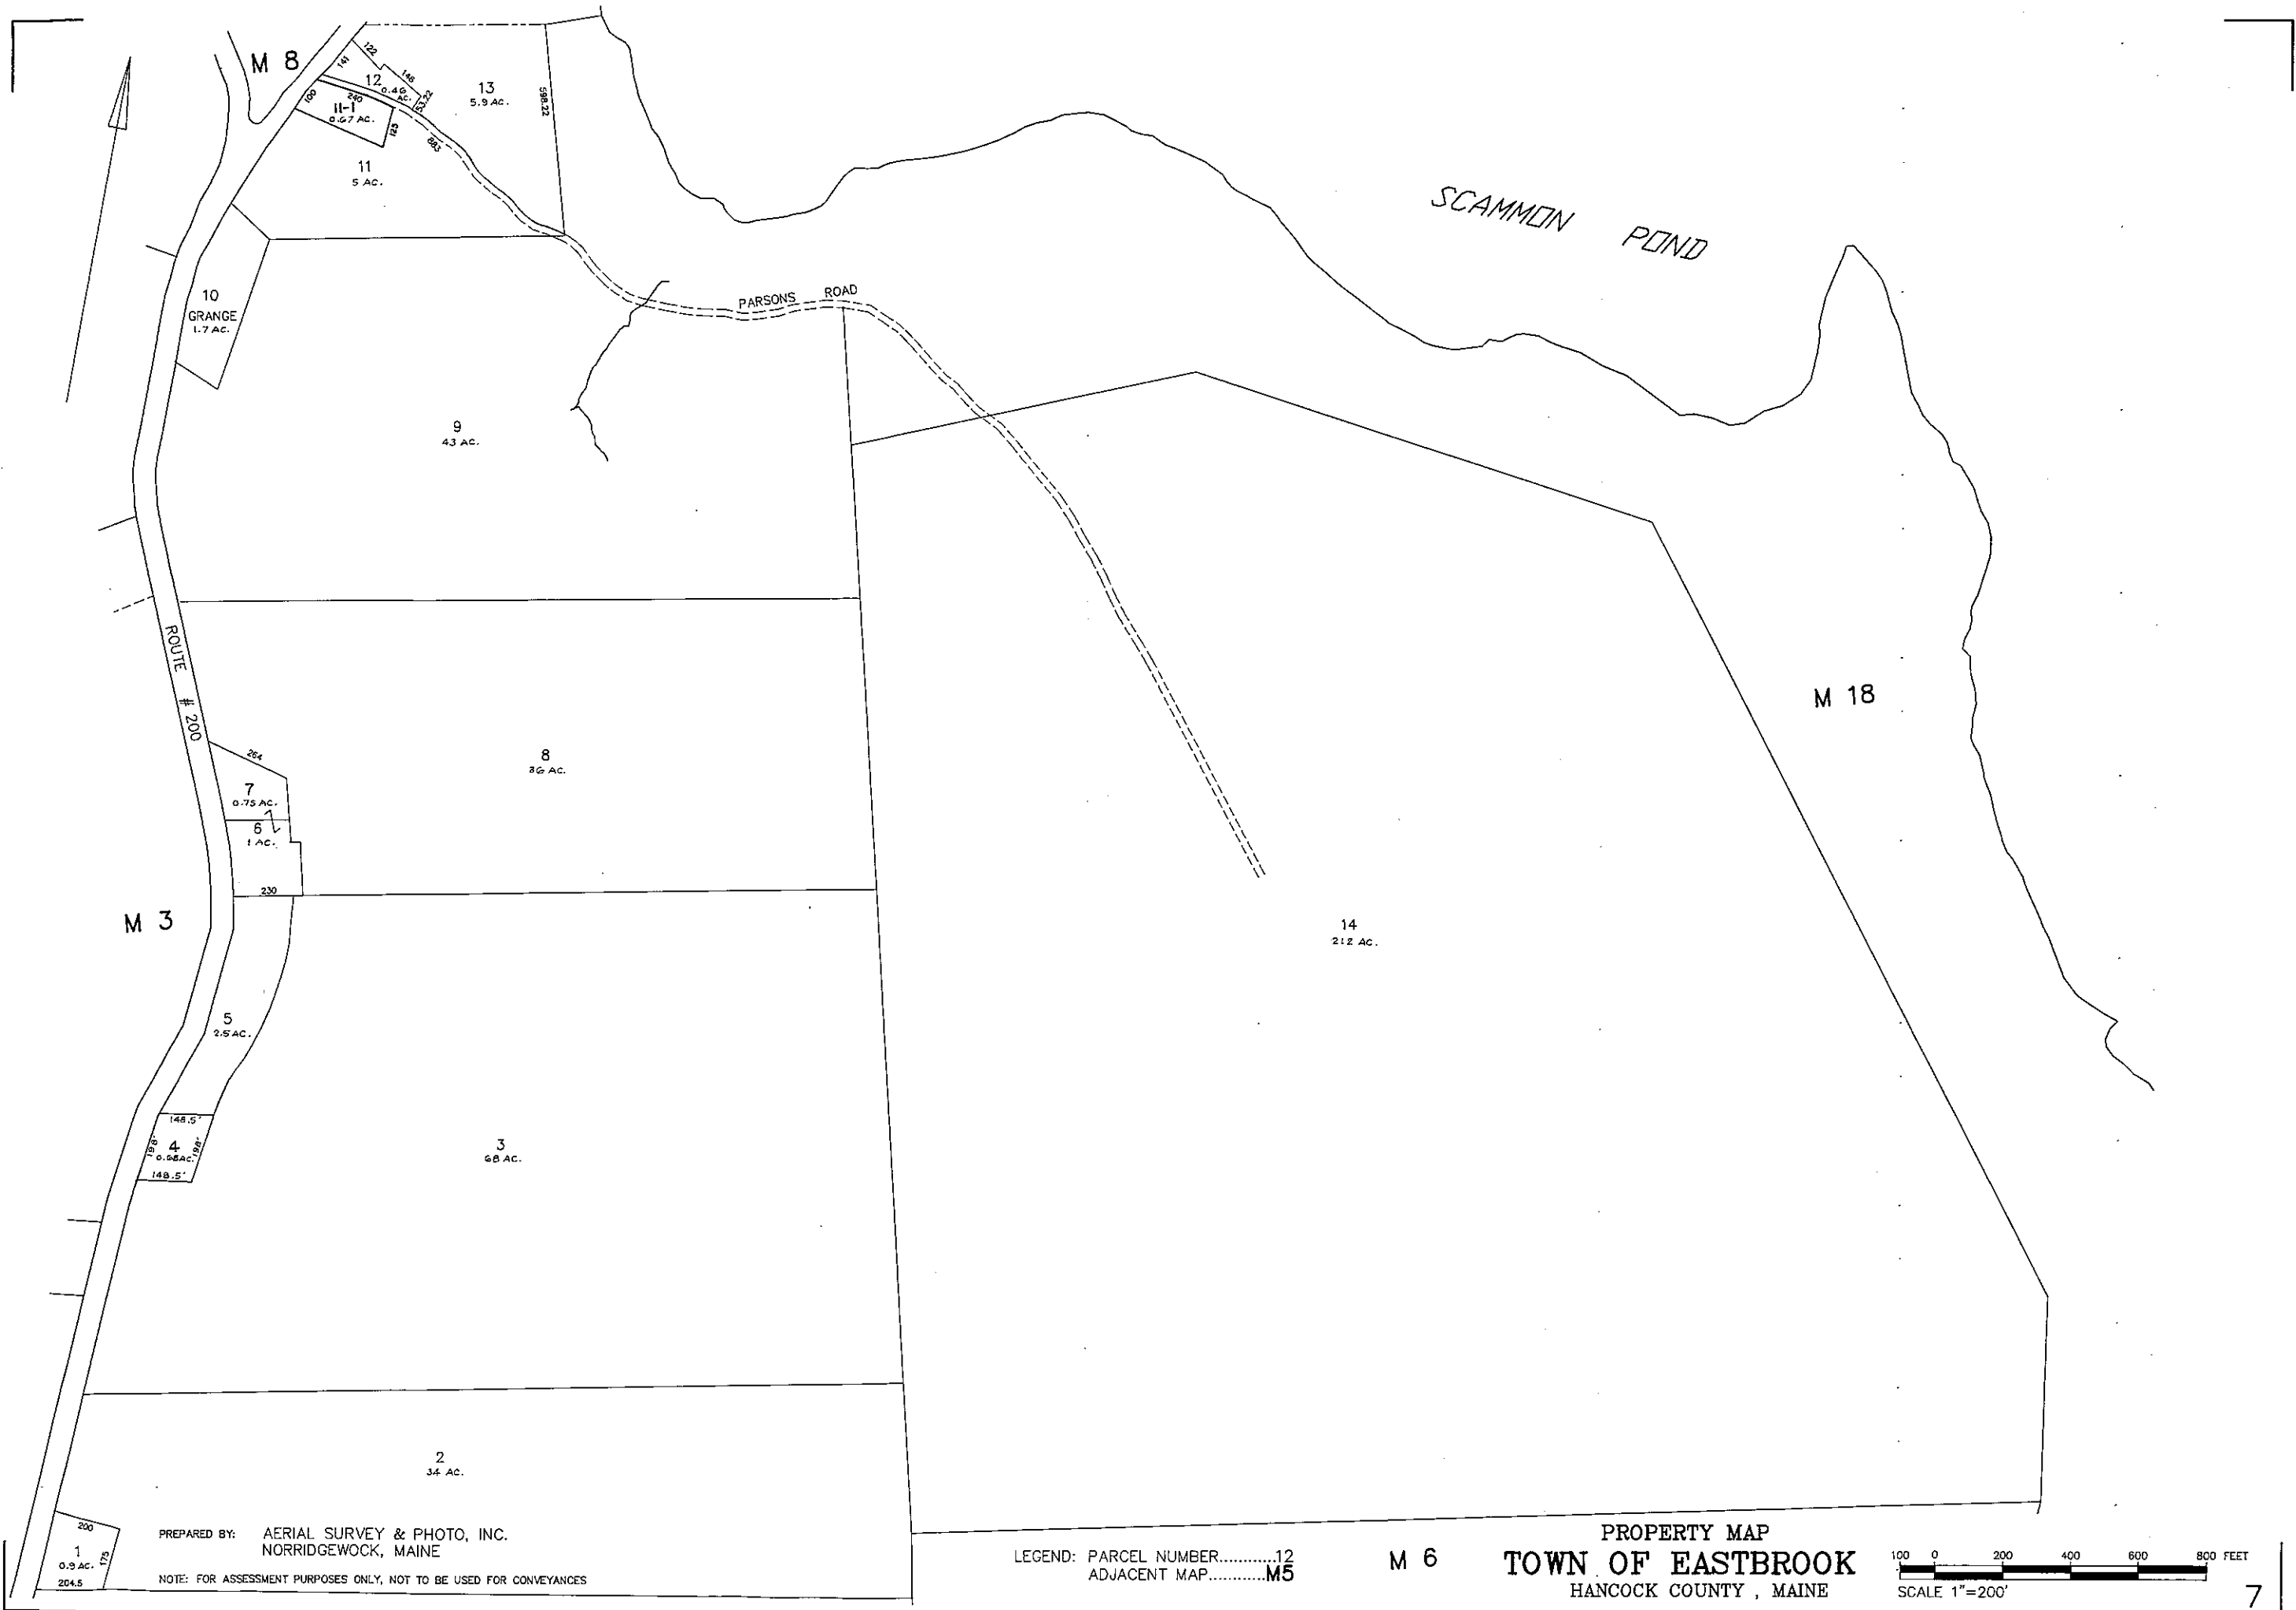 M 8
122
141
146
12
0.46
AC.
53.22
13
5.9 AC.
598.22
100
240
11-1
0.67 AC.
125
883
11
5 AC.
SCAMMON POND
10
GRANGE
1.7 AC.
PARSONS ROAD
9
43 AC.
ROUTE # 200
M 18
264
8
36 AC.
7
0.75 AC.
6
1 AC.
230
M 3
14
212 AC.
5
2.5 AC.
148.5'
198'
4
198'
148.5'
3
68 AC.
2
34 AC.
200
1
0.9 AC.
175
204.5
PREPARED BY: AERIAL SURVEY & PHOTO, INC.
NORRIDGEWOCK, MAINE
NOTE: FOR ASSESSMENT PURPOSES ONLY, NOT TO BE USED FOR CONVEYANCES
LEGEND: PARCEL NUMBER...........12
ADJACENT MAP...........M5
M 6
PROPERTY MAP
TOWN OF EASTBROOK
HANCOCK COUNTY , MAINE
100 0 200 400 600 800 FEET
SCALE 1"=200'
7